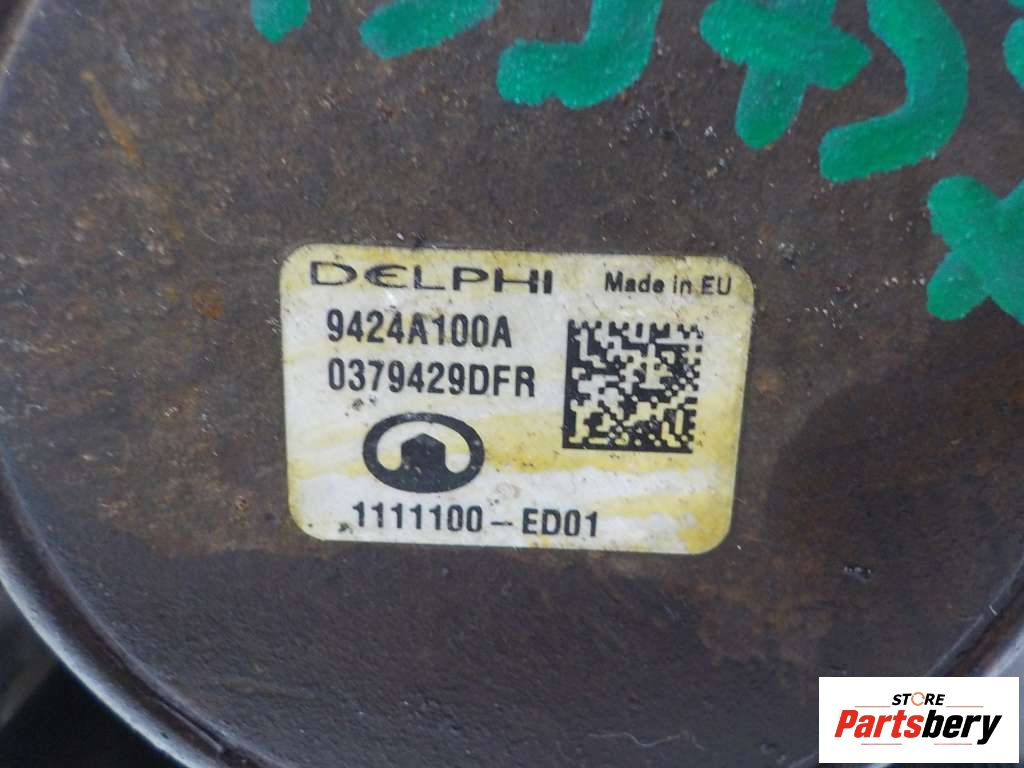 DELPHI Made in EU
9424A100A
0379429DFR
1111100-ED01
STORE
Partsbery